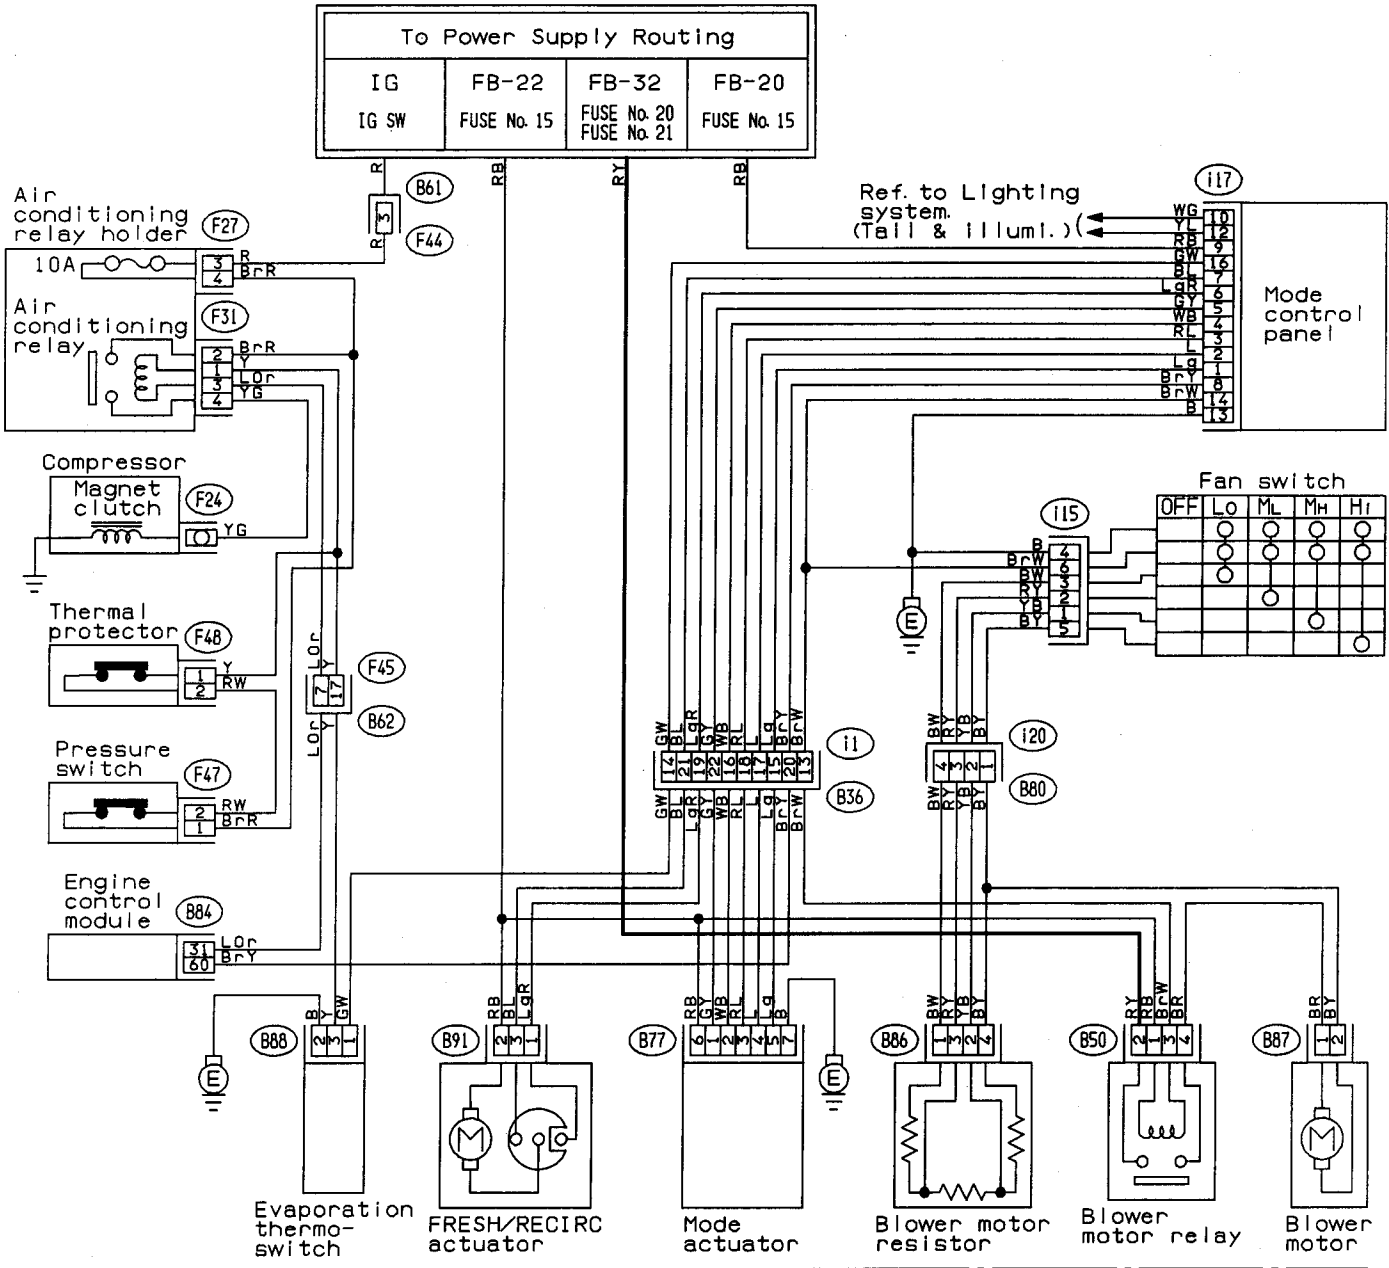 To Power Supply Routing
IG FB-22 FB-32 FB-20
IG SW FUSE No. 15 FUSE No. 20 FUSE No. 15
FUSE No. 21
R RB RY RB
B61
3
R
F44
Air
conditioning
relay holder
F27
10A
3 R
4 BrR
Air
conditioning
relay
F31
2 BrR
1 Y
3 LOr
4 YG
Compressor
Magnet
clutch
F24
YG
Thermal
protector
F48
1 Y
2 RW
LOr Y
F45
7 17
B62
LOr Y
Pressure
switch
F47
2 RW
1 BrR
Engine
control
module
B84
31 LOr
60 BrY
Ref. to Lighting
system.
(Tail & illumi.)
i17
WG 10
YL 12
RB 9
GW 16
BL 7
LgR 6
GY 5
WB 4
RL 3
L 2
Lg 1
BrY 8
BrW 14
B 13
Mode
control
panel
Fan switch
OFF LO ML MH HI
i15
B 4
BrW 6
BW 3
RY 2
YB 1
BY 5
E
GW BL LgR GY WB RL L Lg BrY BrW
14 21 19 22 16 18 17 15 20 13
i1
B36
GW BL LgR GY WB RL L Lg BrY BrW
BW RY YB BY
4 3 2 1
i20
B80
BW RY YB BY
B Y GW
B88
2 3 1
E
Evaporation
thermo-
switch
RB BL LgR
B91
2 3 1
M
FRESH/RECIRC
actuator
RB GY WB RL L Lg B
B77
6 1 2 3 4 5 7
E
Mode
actuator
BW RY YB BY
B86
1 3 2 4
Blower motor
resistor
RY RB BrW BR
B50
2 1 3 4
Blower
motor relay
BR BY
B87
1 2
M
Blower
motor